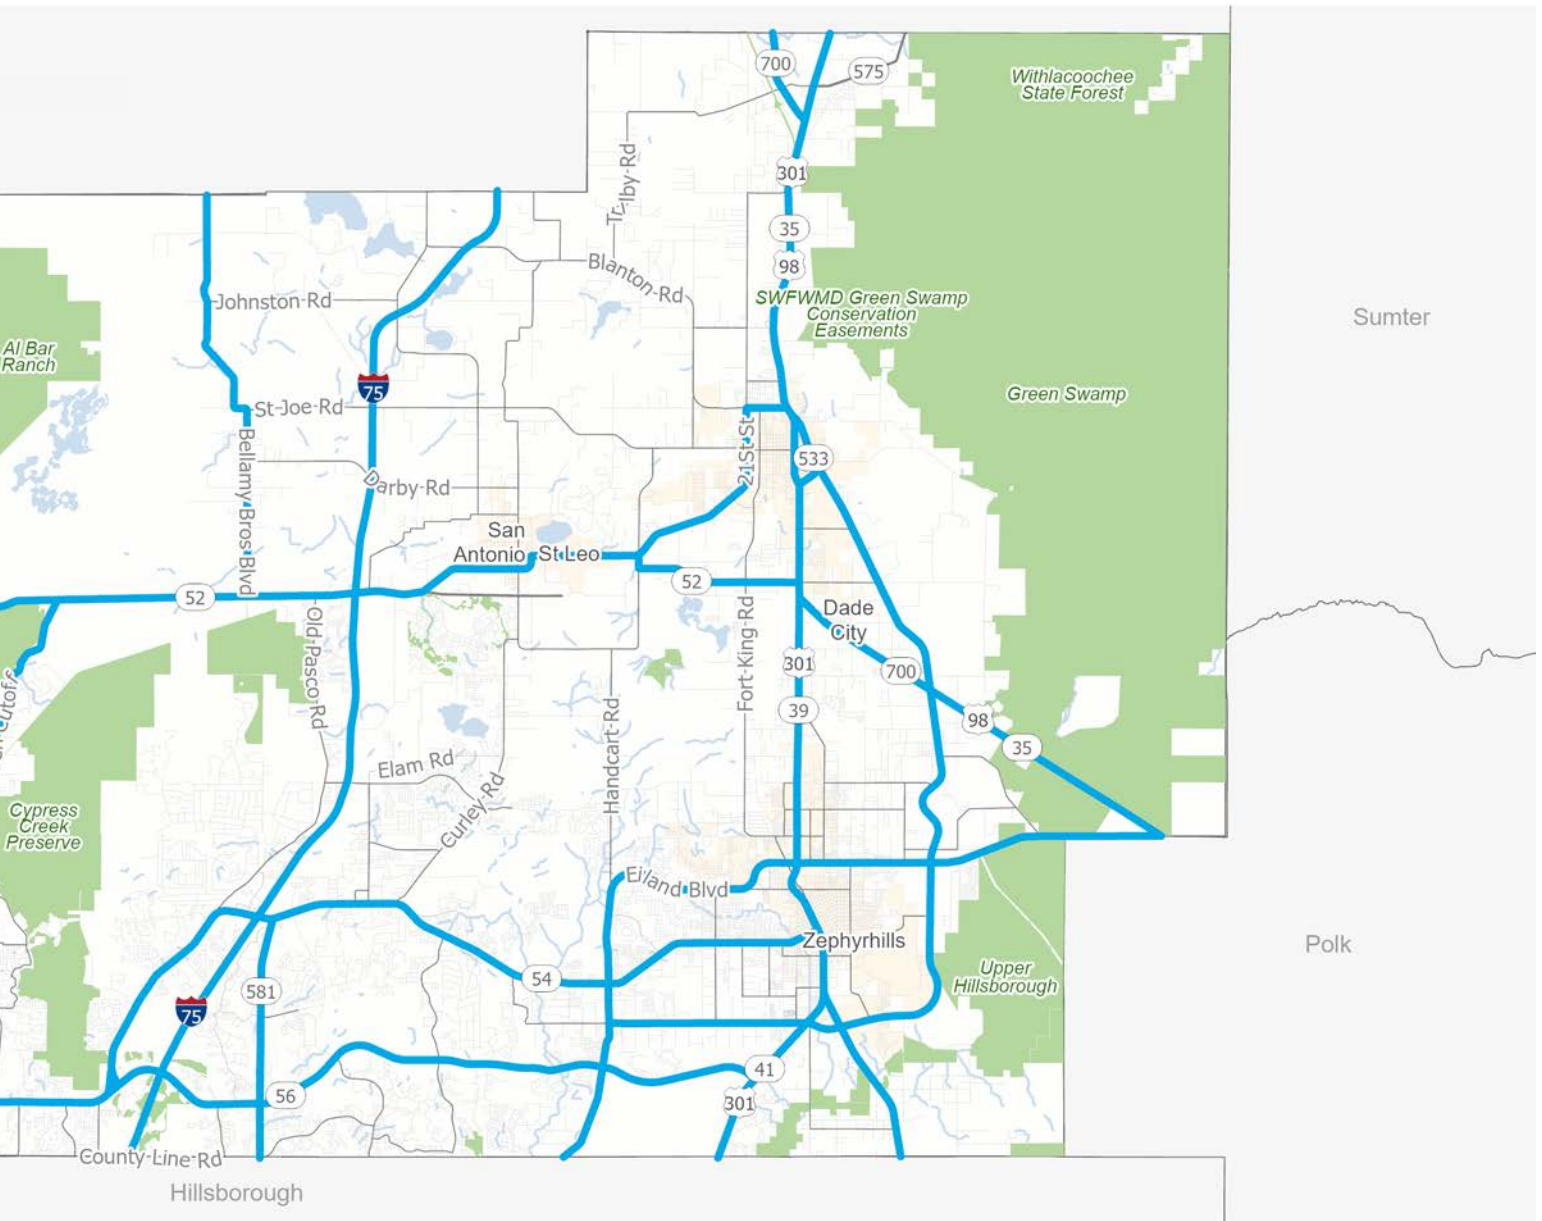 700
575
Withlacoochee
State Forest
301
Trilby-Rd
35
98
Blanton-Rd
Johnston-Rd
SWFWMD Green Swamp
Conservation
Easements
Sumter
Al Bar
Ranch
75
Green Swamp
St-Joe-Rd
Bellamy-Bros-Blvd
21St-St
533
Darby-Rd
San
Antonio
St Leo
52
52
Dade
City
Old-Pasco-Rd
Fort-King-Rd
301
700
39
98
35
Handcart-Rd
Elam Rd
Curley-Rd
Cypress
Creek
Preserve
Eiland Blvd
Zephyrhills
Polk
54
Upper
Hillsborough
581
75
41
56
301
County-Line-Rd
Hillsborough